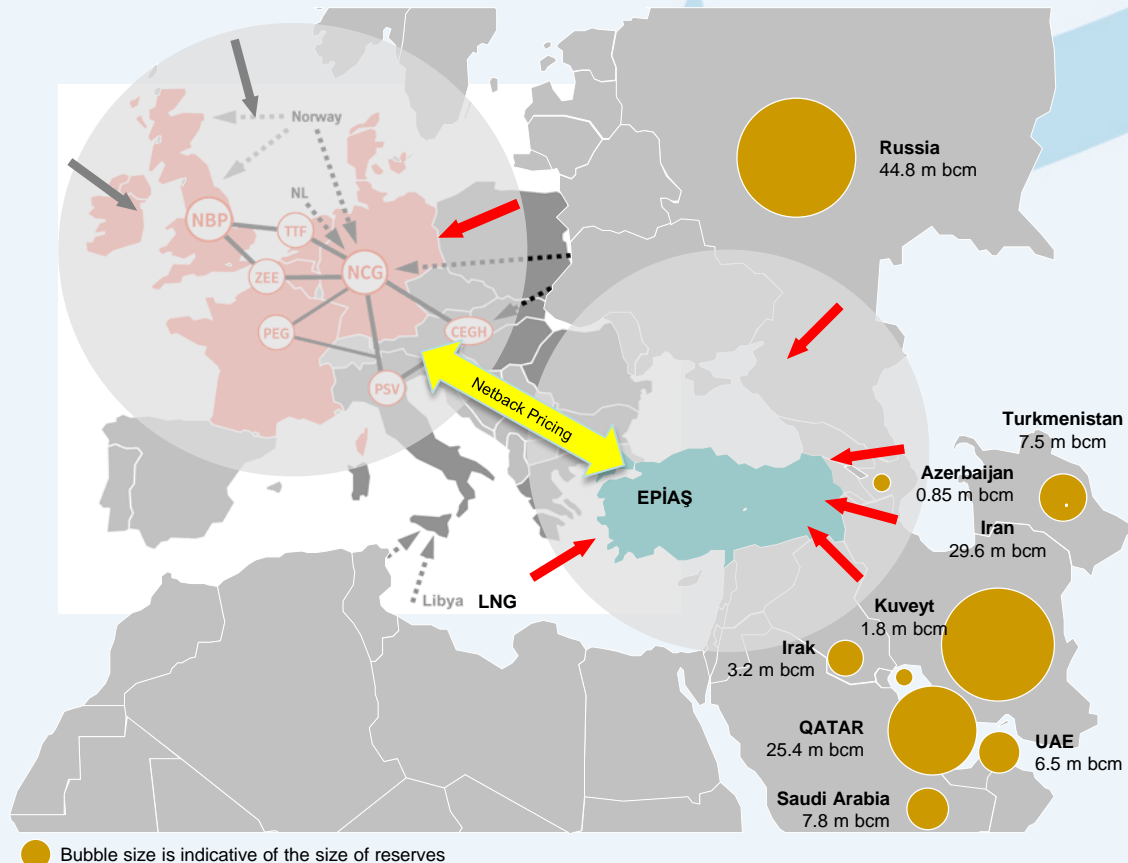 Norway
NL
NBP
TTF
ZEE
NCG
PEG
CEGH
PSV
Netback Pricing
EPİAŞ
Libya
LNG
Russia
44.8 m bcm
Turkmenistan
7.5 m bcm
Azerbaijan
0.85 m bcm
Iran
29.6 m bcm
Kuveyt
1.8 m bcm
Irak
3.2 m bcm
QATAR
25.4 m bcm
UAE
6.5 m bcm
Saudi Arabia
7.8 m bcm
Bubble size is indicative of the size of reserves